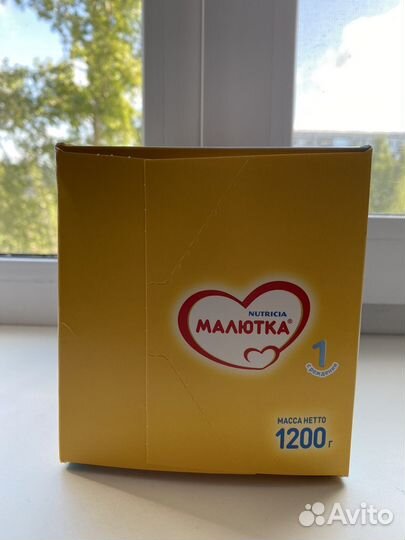 NUTRICIA
МАЛЮТКА®
1
С РОЖДЕНИЯ
МАССА НЕТТО
1200 г
Avito